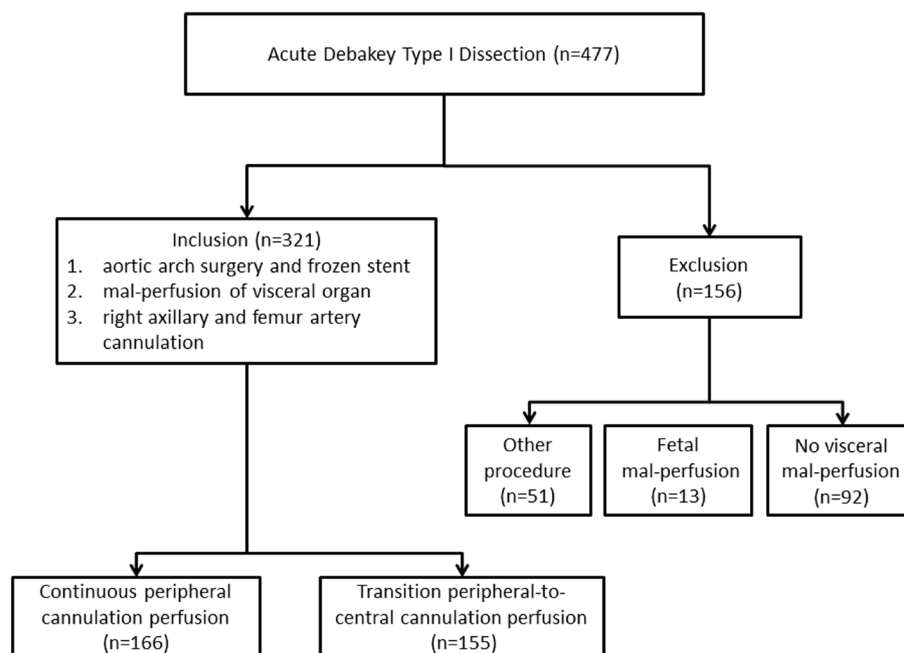 Acute Debakey Type I Dissection (n=477)
Inclusion (n=321)
1. aortic arch surgery and frozen stent
2. mal-perfusion of visceral organ
3. right axillary and femur artery
cannulation
Exclusion
(n=156)
Other
procedure
(n=51)
Fetal
mal-perfusion
(n=13)
No visceral
mal-perfusion
(n=92)
Continuous peripheral
cannulation perfusion
(n=166)
Transition peripheral-to-
central cannulation perfusion
(n=155)